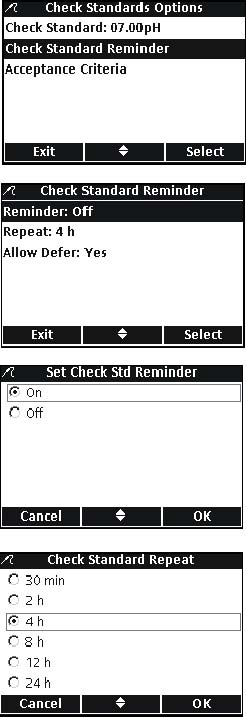 Check Standards Options
Check Standard: 07.00pH
Check Standard Reminder
Acceptance Criteria
Exit Select
Check Standard Reminder
Reminder: Off
Repeat: 4 h
Allow Defer: Yes
Exit Select
Set Check Std Reminder
On
Off
Cancel OK
Check Standard Repeat
30 min
2 h
4 h
8 h
12 h
24 h
Cancel OK